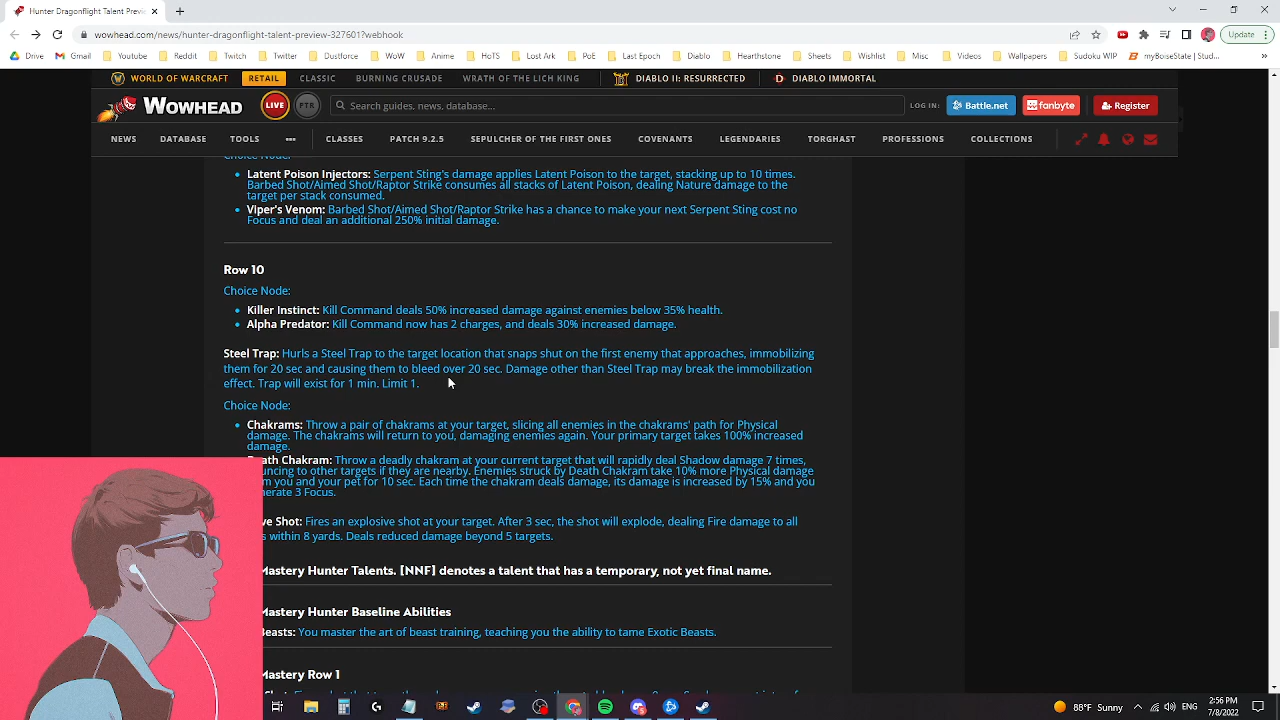 Hunter Dragonflight Talent Previ
wowhead.com/news/hunter-dragonflight-talent-preview-327601?webhook
Update
Drive Gmail Youtube Reddit Twitch Twitter Dustforce WoW Anime HoTS Lost Ark PoE Last Epoch Diablo Hearthstone Sheets Wishlist Misc Videos Wallpapers Sudoku WIP myBoiseState | Stud...
WORLD OF WARCRAFT RETAIL CLASSIC BURNING CRUSADE WRATH OF THE LICH KING DIABLO II: RESURRECTED DIABLO IMMORTAL
WOWHEAD LIVE PTR Search guides, news, database... LOG IN: Battle.net fanbyte Register
NEWS DATABASE TOOLS ••• CLASSES PATCH 9.2.5 SEPULCHER OF THE FIRST ONES COVENANTS LEGENDARIES TORGHAST PROFESSIONS COLLECTIONS
Choice Node:
Latent Poison Injectors: Serpent Sting's damage applies Latent Poison to the target, stacking up to 10 times.
Barbed Shot/Aimed Shot/Raptor Strike consumes all stacks of Latent Poison, dealing Nature damage to the
target per stack consumed.
Viper's Venom: Barbed Shot/Aimed Shot/Raptor Strike has a chance to make your next Serpent Sting cost no
Focus and deal an additional 250% initial damage.
Row 10
Choice Node:
Killer Instinct: Kill Command deals 50% increased damage against enemies below 35% health.
Alpha Predator: Kill Command now has 2 charges, and deals 30% increased damage.
Steel Trap: Hurls a Steel Trap to the target location that snaps shut on the first enemy that approaches, immobilizing
them for 20 sec and causing them to bleed over 20 sec. Damage other than Steel Trap may break the immobilization
effect. Trap will exist for 1 min. Limit 1.
Choice Node:
Chakrams: Throw a pair of chakrams at your target, slicing all enemies in the chakrams' path for Physical
damage. The chakrams will return to you, damaging enemies again. Your primary target takes 100% increased
damage.
Death Chakram: Throw a deadly chakram at your current target that will rapidly deal Shadow damage 7 times,
uncing to other targets if they are nearby. Enemies struck by Death Chakram take 10% more Physical damage
m you and your pet for 10 sec. Each time the chakram deals damage, its damage is increased by 15% and you
nerate 3 Focus.
ve Shot: Fires an explosive shot at your target. After 3 sec, the shot will explode, dealing Fire damage to all
s within 8 yards. Deals reduced damage beyond 5 targets.
Mastery Hunter Talents. [NNF] denotes a talent that has a temporary, not yet final name.
Mastery Hunter Baseline Abilities
Beasts: You master the art of beast training, teaching you the ability to tame Exotic Beasts.
Mastery Row 1
88°F Sunny ENG 2:56 PM
7/8/2022